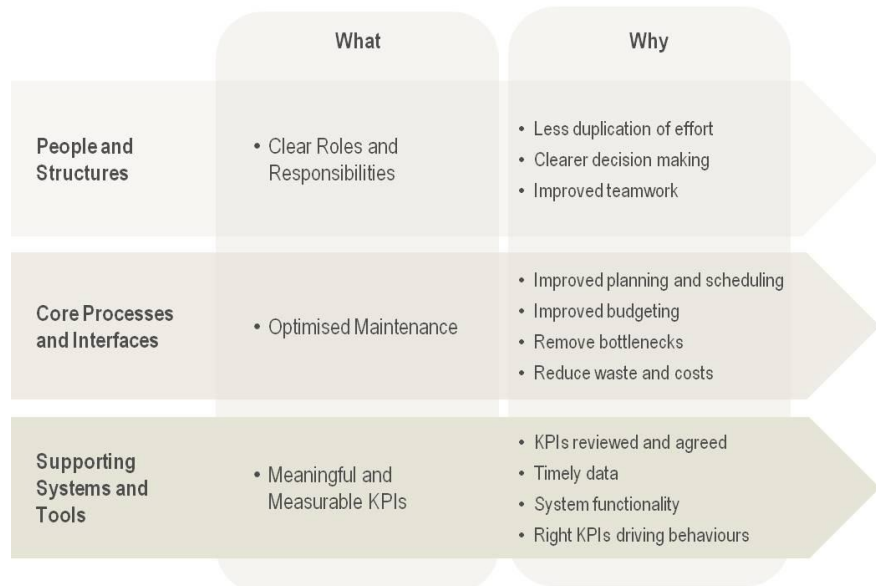 What
Why
People and
Structures
• Clear Roles and
Responsibilities
• Less duplication of effort
• Clearer decision making
• Improved teamwork
Core Processes
and Interfaces
• Optimised Maintenance
• Improved planning and scheduling
• Improved budgeting
• Remove bottlenecks
• Reduce waste and costs
Supporting
Systems and
Tools
• Meaningful and
Measurable KPIs
• KPIs reviewed and agreed
• Timely data
• System functionality
• Right KPIs driving behaviours